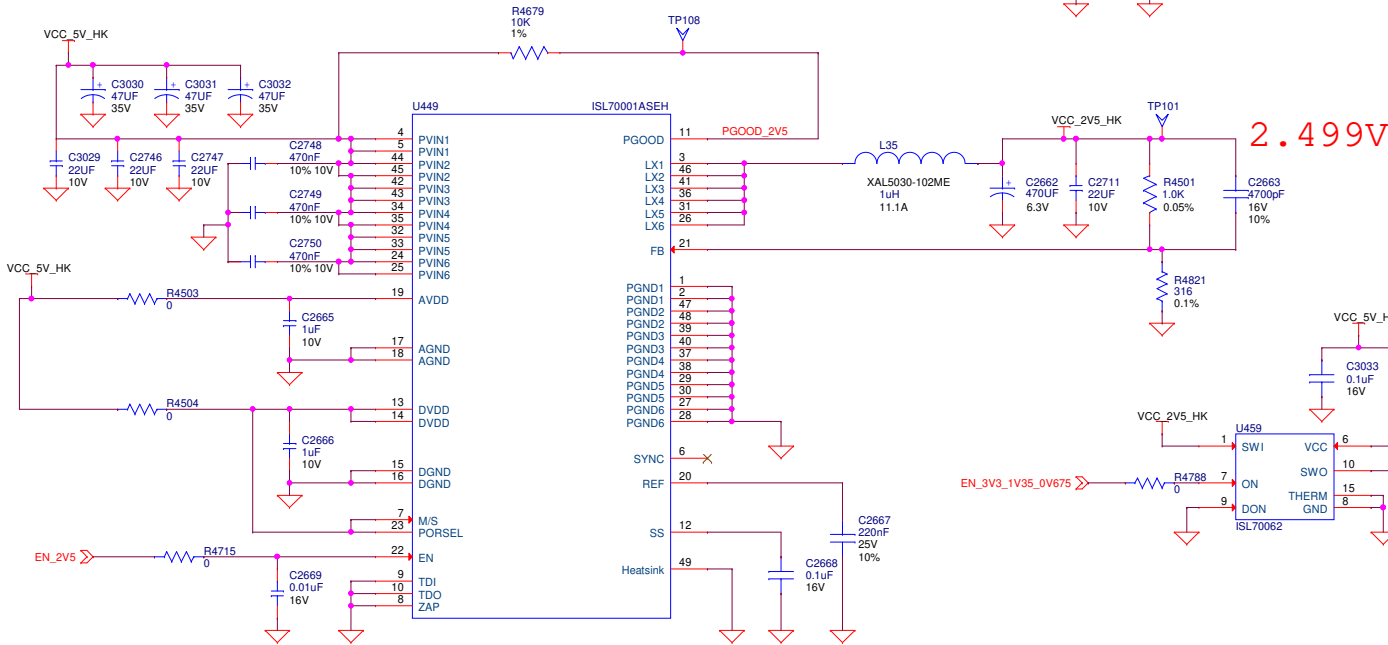 R4679
10K
1%
TP108
VCC_5V_HK
C3030
47UF
35V
C3031
47UF
35V
C3032
47UF
35V
C3029
22UF
10V
C2746
22UF
10V
C2747
22UF
10V
C2748
470nF
10% 10V
C2749
470nF
10% 10V
C2750
470nF
10% 10V
U449
ISL70001ASEH
4 PVIN1
5 PVIN1
44 PVIN2
45 PVIN2
42 PVIN3
43 PVIN3
34 PVIN4
35 PVIN4
32 PVIN5
33 PVIN5
24 PVIN6
25 PVIN6
19 AVDD
17 AGND
18 AGND
13 DVDD
14 DVDD
15 DGND
16 DGND
7 M/S
23 PORSEL
22 EN
9 TDI
10 TDO
8 ZAP
PGOOD 11 PGOOD_2V5
LX1 3
LX2 46
LX3 41
LX4 36
LX5 31
LX6 26
FB 21
PGND1 1
PGND1 2
PGND2 47
PGND2 48
PGND3 39
PGND3 40
PGND4 37
PGND4 38
PGND5 29
PGND5 30
PGND6 27
PGND6 28
SYNC 6
REF 20
SS 12
Heatsink 49
VCC_5V_HK
R4503
0
C2665
1uF
10V
R4504
0
C2666
1uF
10V
EN_2V5
R4715
0
C2669
0.01uF
16V
L35
XAL5030-102ME
1uH
11.1A
VCC_2V5_HK
TP101
2.499V
C2662
470UF
6.3V
C2711
22UF
10V
R4501
1.0K
0.05%
C2663
4700pF
16V
10%
R4821
316
0.1%
C2667
220nF
25V
10%
C2668
0.1uF
16V
VCC_5V_H
C3033
0.1uF
16V
VCC_2V5_HK
U459
EN_3V3_1V35_0V675
R4788
0
1 SWI
7 ON
9 DON
VCC 6
SWO 10
THERM 15
GND 8
ISL70062